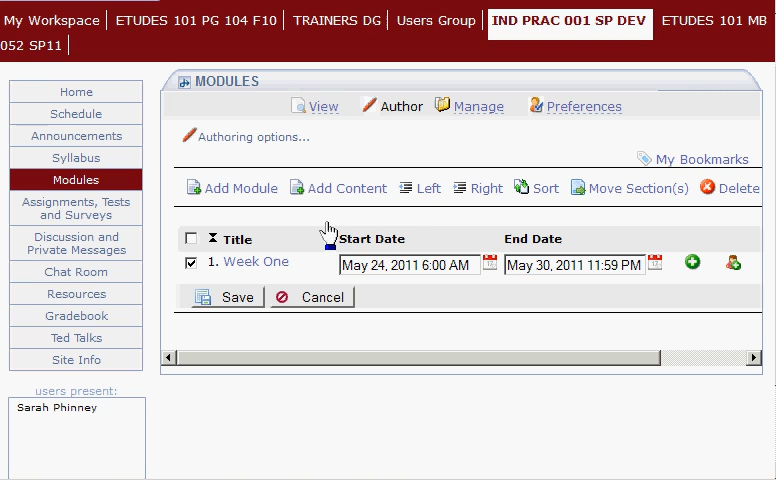 My Workspace ETUDES 101 PG 104 F10 TRAINERS DG Users Group IND PRAC 001 SP DEV ETUDES 101 MB
052 SP11
Home
Schedule
Announcements
Syllabus
Modules
Assignments, Tests
and Surveys
Discussion and
Private Messages
Chat Room
Resources
Gradebook
Ted Talks
Site Info
users present:
Sarah Phinney
MODULES
View Author Manage Preferences
Authoring options...
My Bookmarks
Add Module Add Content Left Right Sort Move Section(s) Delete
Title Start Date End Date
1. Week One May 24, 2011 6:00 AM May 30, 2011 11:59 PM
Save Cancel